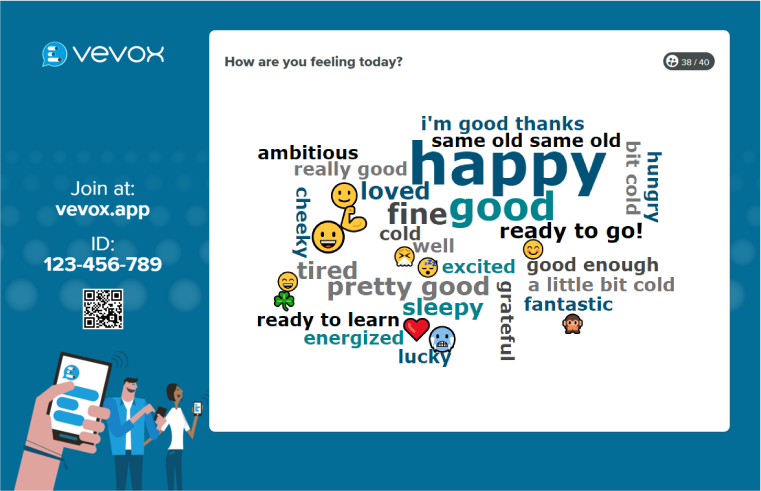 vevox
How are you feeling today?
38 / 40
Join at:
vevox.app
ID:
123-456-789
i'm good thanks
same old same old
ambitious
happy
really good
bit cold
hungry
loved
cheeky
fine
good
cold
ready to go!
well
tired
excited
good enough
pretty good
a little bit cold
grateful
sleepy
fantastic
ready to learn
energized
lucky